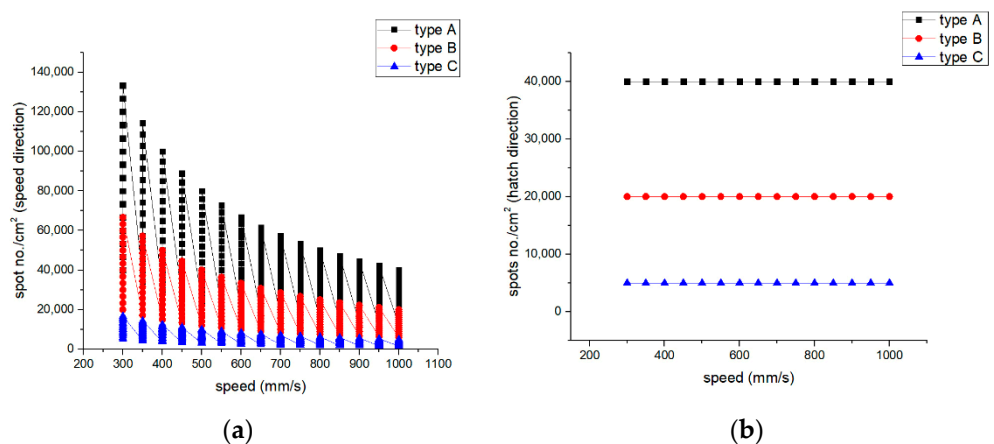 type A
type B
type C
140,000
120,000
100,000
80,000
60,000
40,000
20,000
0
spot no./cm² (speed direction)
200 300 400 500 600 700 800 900 1000 1100
speed (mm/s)
(a)
type A
type B
type C
40,000
30,000
20,000
10,000
0
spots no./cm² (hatch direction)
200 400 600 800 1000
speed (mm/s)
(b)